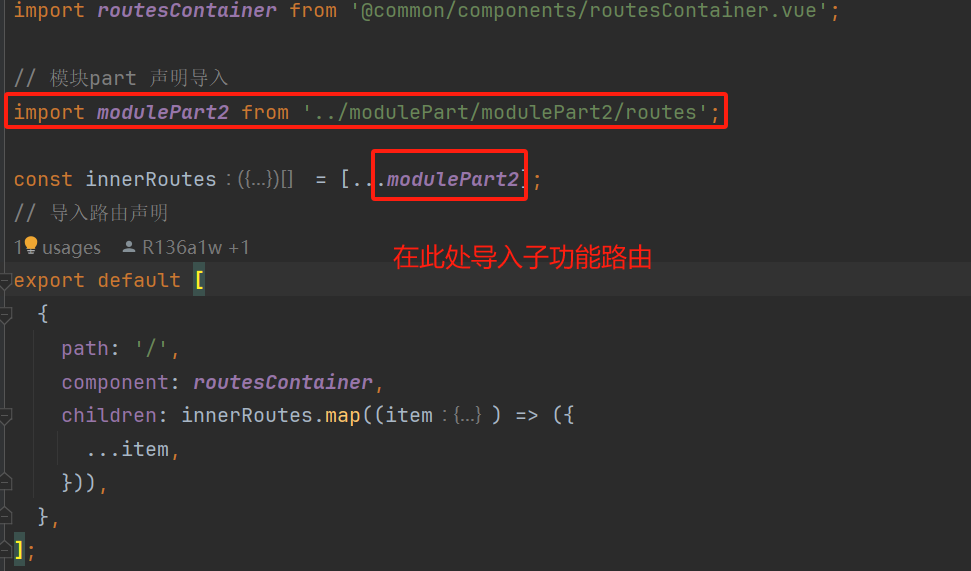 import routesContainer from '@common/components/routesContainer.vue';
// 模块part 声明导入
import modulePart2 from '../modulePart/modulePart2/routes';
const innerRoutes :({...})[] = [...modulePart2];
// 导入路由声明
1 usages R136a1w +1
在此处导入子功能路由
export default [
{
path: '/',
component: routesContainer,
children: innerRoutes.map((item :{...} ) => ({
...item,
})),
},
];